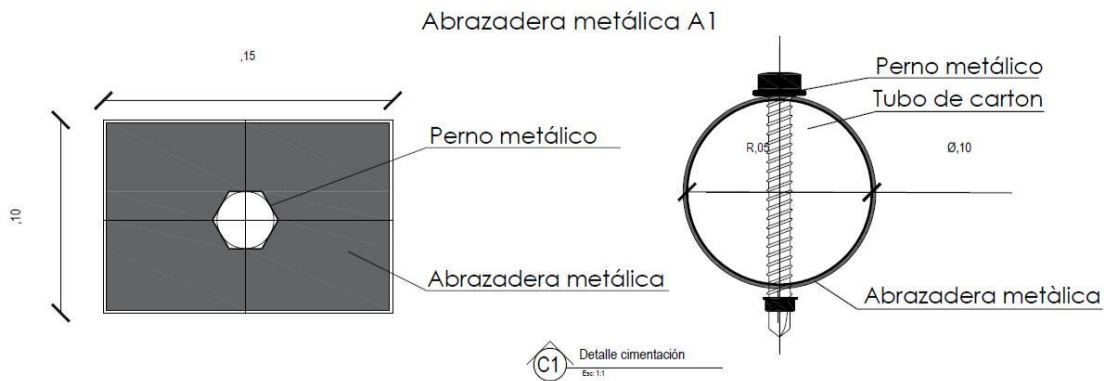 Abrazadera metálica A1
,15
,10
Perno metálico
Abrazadera metálica
Perno metálico
Tubo de carton
R,05
Ø,10
Abrazadera metàlica
C1
Detalle cimentación
Esc: 1:1